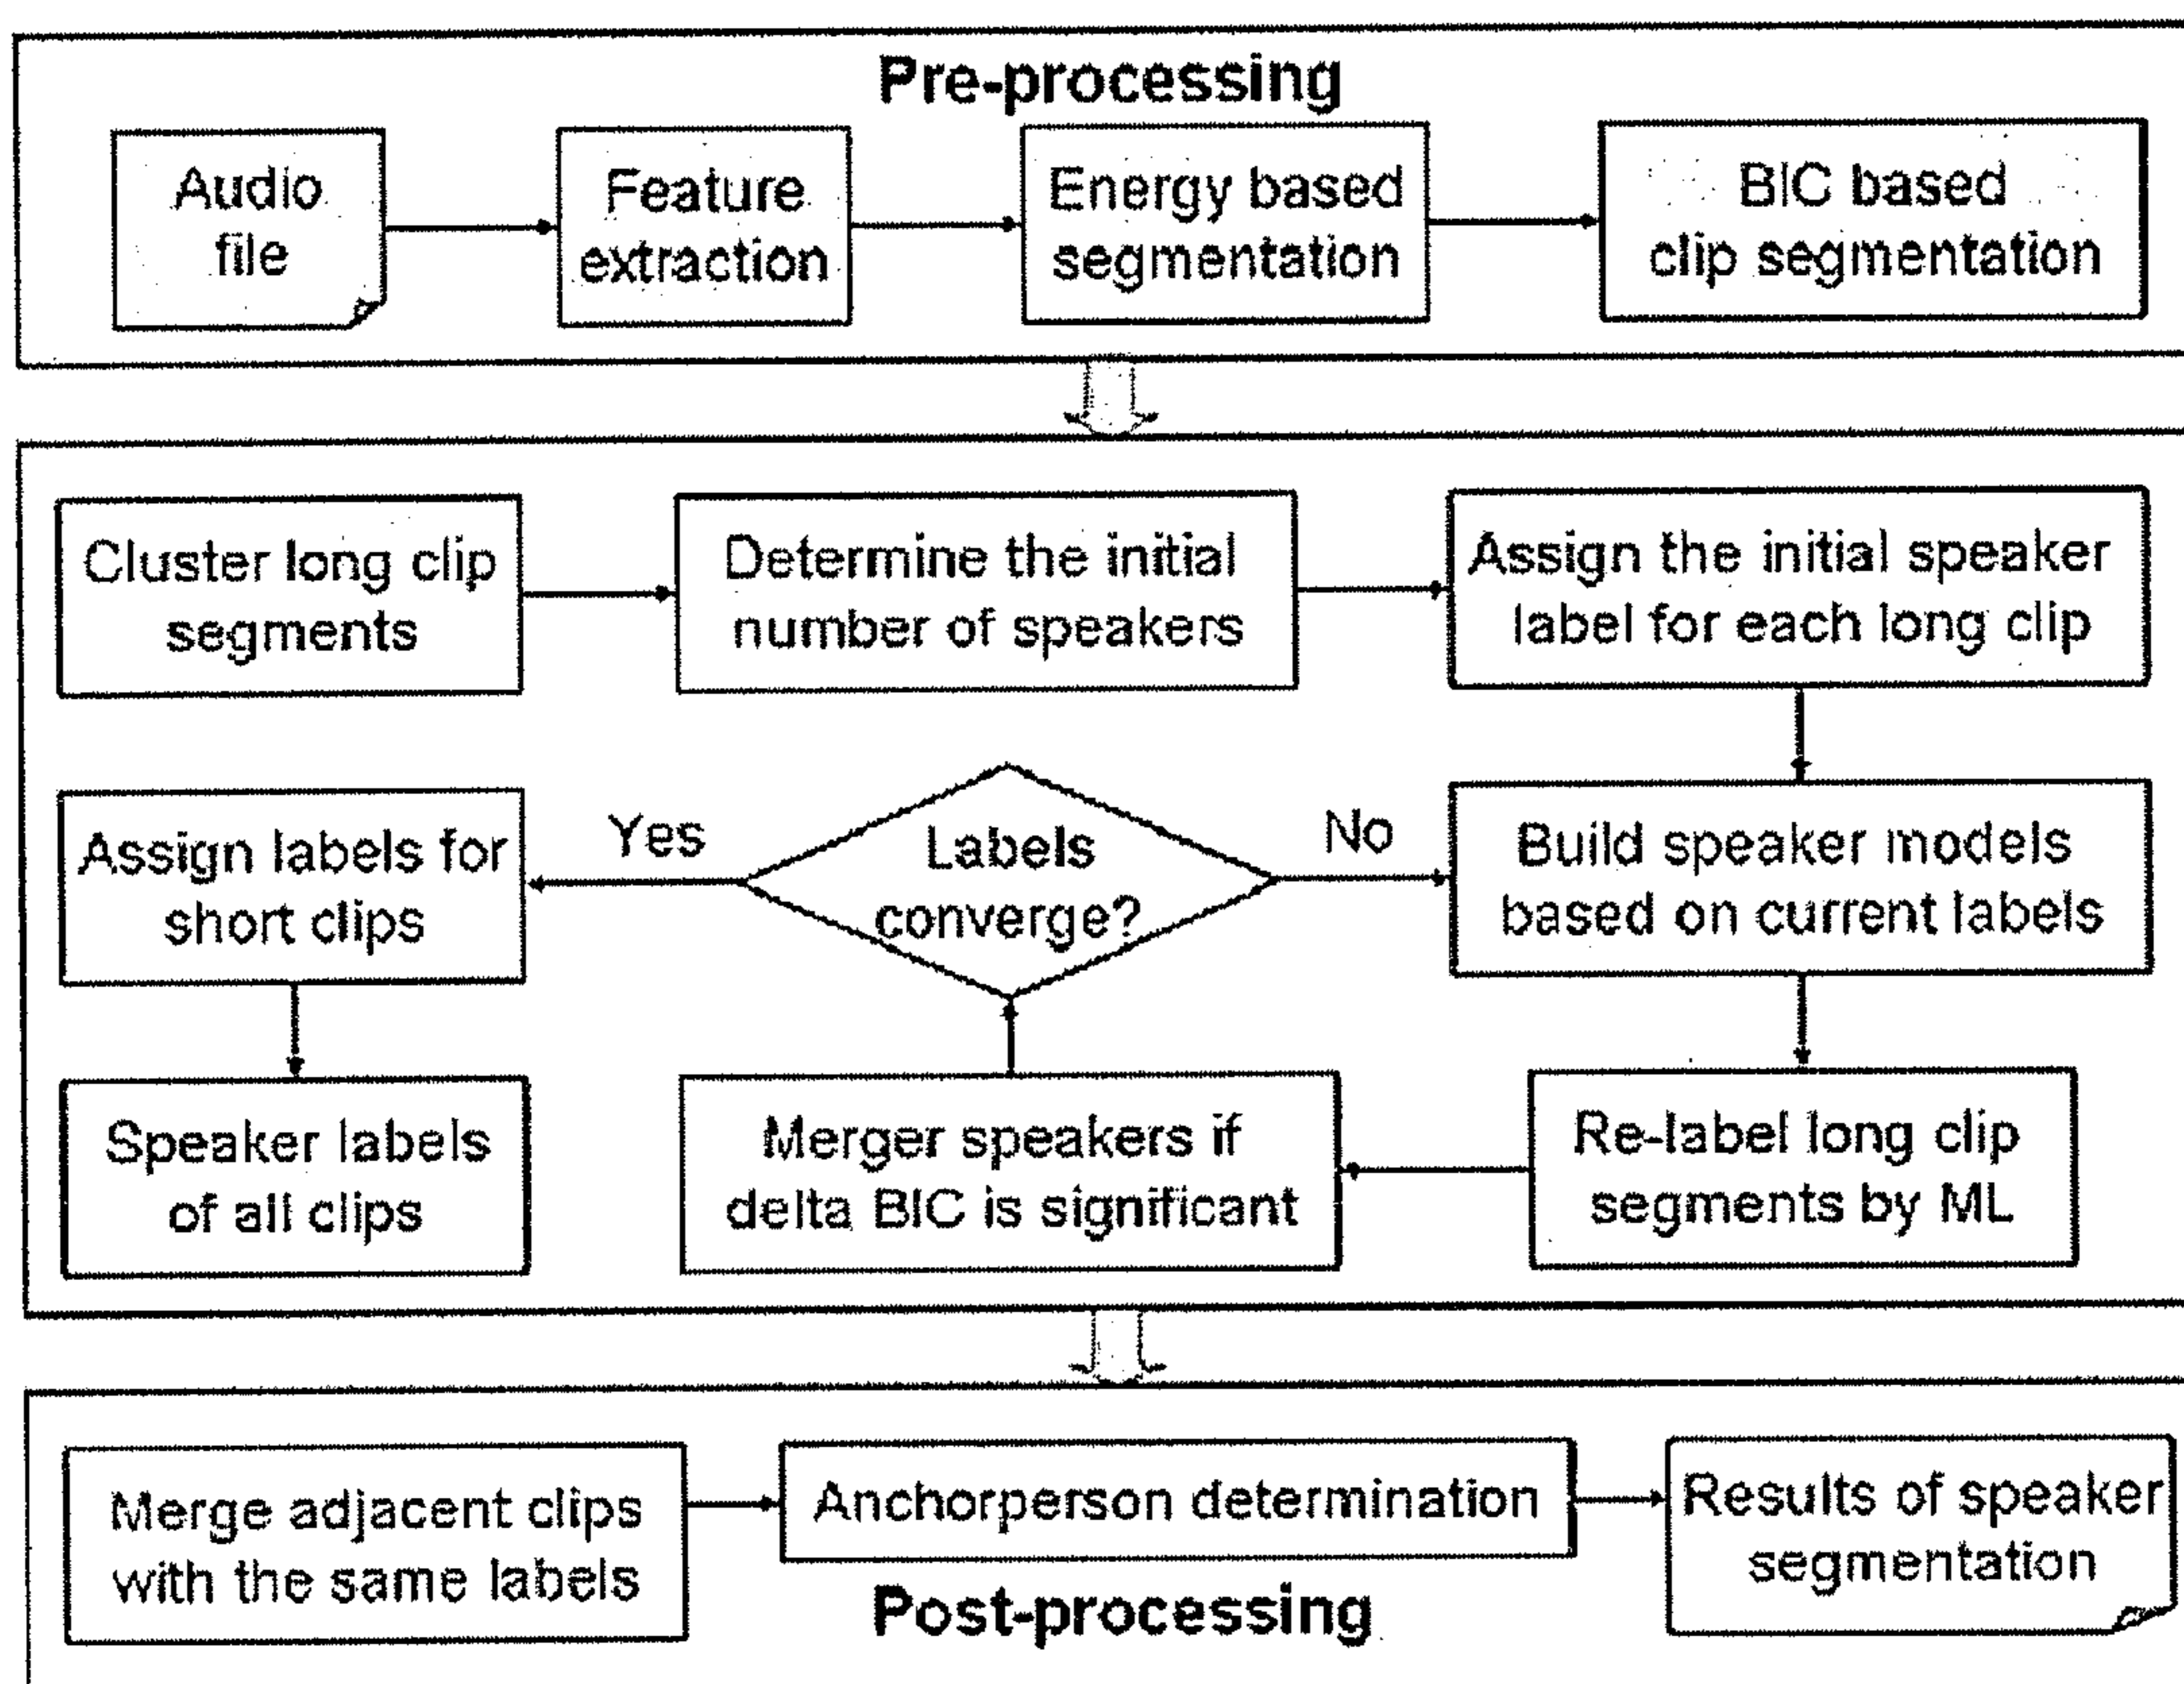 Pre-processing
Audio
file
Feature
extraction
Energy based
segmentation
BIC based
clip segmentation
Cluster long clip
segments
Determine the initial
number of speakers
Assign the initial speaker
label for each long clip
Assign labels for
short clips
Yes
Labels
converge?
No
Build speaker models
based on current labels
Speaker labels
of all clips
Merger speakers if
delta BIC is significant
Re-label long clip
segments by ML
Merge adjacent clips
with the same labels
Anchorperson determination
Results of speaker
segmentation
Post-processing